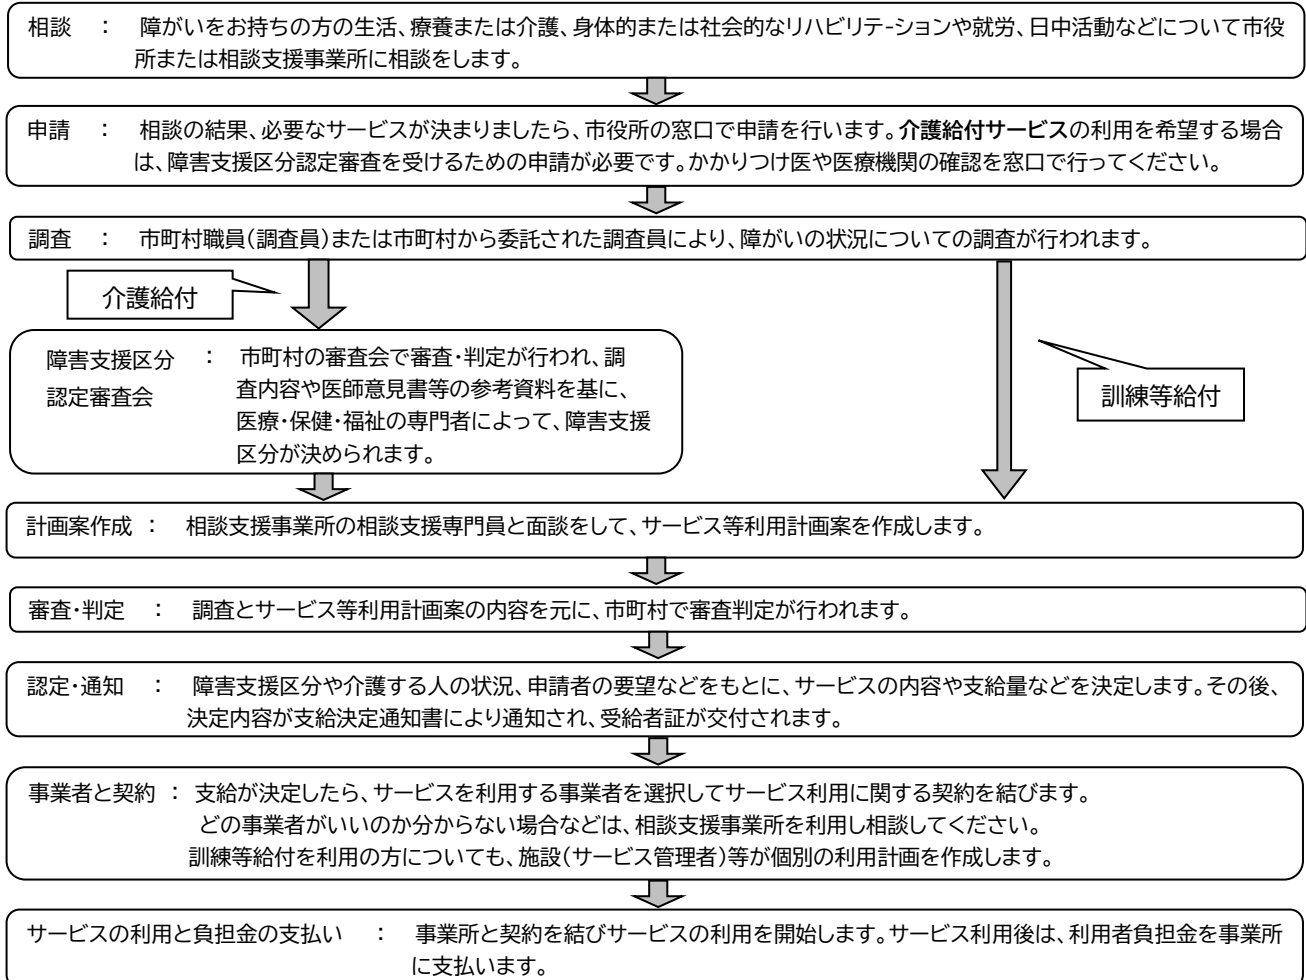 相談 ： 障がいをお持ちの方の生活、療養または介護、身体的または社会的なリハビリテ-ションや就労、日中活動などについて市役
所または相談支援事業所に相談をします。
申請 ： 相談の結果、必要なサービスが決まりましたら、市役所の窓口で申請を行います。介護給付サービスの利用を希望する場合
は、障害支援区分認定審査を受けるための申請が必要です。かかりつけ医や医療機関の確認を窓口で行ってください。
調査 ： 市町村職員（調査員）または市町村から委託された調査員により、障がいの状況についての調査が行われます。
介護給付
障害支援区分 ： 市町村の審査会で審査・判定が行われ、調
認定審査会 査内容や医師意見書等の参考資料を基に、
医療・保健・福祉の専門者によって、障害支援
区分が決められます。
訓練等給付
計画案作成 ： 相談支援事業所の相談支援専門員と面談をして、サービス等利用計画案を作成します。
審査・判定 ： 調査とサービス等利用計画案の内容を元に、市町村で審査判定が行われます。
認定・通知 ： 障害支援区分や介護する人の状況、申請者の要望などをもとに、サービスの内容や支給量などを決定します。その後、
決定内容が支給決定通知書により通知され、受給者証が交付されます。
事業者と契約 ： 支給が決定したら、サービスを利用する事業者を選択してサービス利用に関する契約を結びます。
どの事業者がいいのか分からない場合などは、相談支援事業所を利用し相談してください。
訓練等給付を利用の方についても、施設（サービス管理者）等が個別の利用計画を作成します。
サービスの利用と負担金の支払い ： 事業所と契約を結びサービスの利用を開始します。サービス利用後は、利用者負担金を事業所
に支払います。